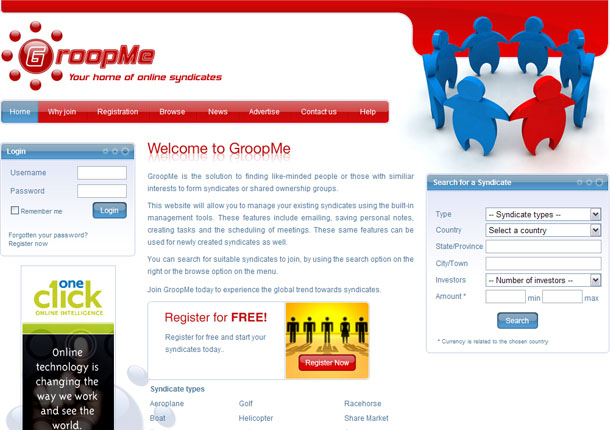 GroopMe
Your home of online syndicates
Home Why join Registration Browse News Advertise Contact us Help
Login
Username
Password
Remember me Login
Forgotten your password?
Register now
one
click
ONLINE INTELLIGENCE
Online
technology is
changing the
way we work
and see the
world.
Welcome to GroopMe
GroopMe is the solution to finding like-minded people or those with similiar
interests to form syndicates or shared ownership groups.
This website will allow you to manage your existing syndicates using the built-in
management tools. These features include emailing, saving personal notes,
creating tasks and the scheduling of meetings. These same features can be
used for newly created syndicates as well.
You can search for suitable syndicates to join, by using the search option on the
right or the browse option on the menu.
Join GroopMe today to experience the global trend towards syndicates.
Register for FREE!
Register for free and start your
syndicates today..
Register Now
Syndicate types
Aeroplane Golf Racehorse
Boat Helicopter Share Market
Search for a Syndicate
Type -- Syndicate types --
Country Select a country
State/Province
City/Town
Investors -- Number of investors --
Amount * min max
Search
* Currency is related to the chosen country